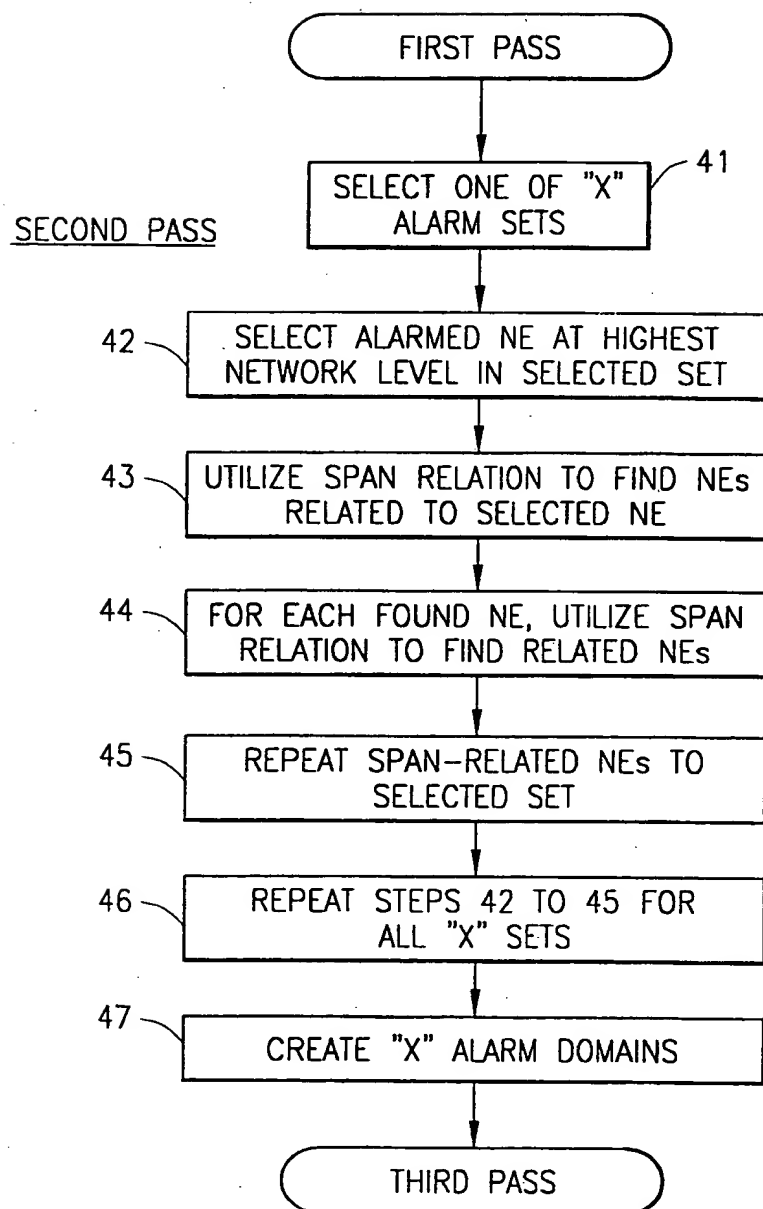 FIRST PASS
41
SELECT ONE OF "X"
ALARM SETS
SECOND PASS
42
SELECT ALARMED NE AT HIGHEST
NETWORK LEVEL IN SELECTED SET
43
UTILIZE SPAN RELATION TO FIND NEs
RELATED TO SELECTED NE
44
FOR EACH FOUND NE, UTILIZE SPAN
RELATION TO FIND RELATED NEs
45
REPEAT SPAN-RELATED NEs TO
SELECTED SET
46
REPEAT STEPS 42 TO 45 FOR
ALL "X" SETS
47
CREATE "X" ALARM DOMAINS
THIRD PASS